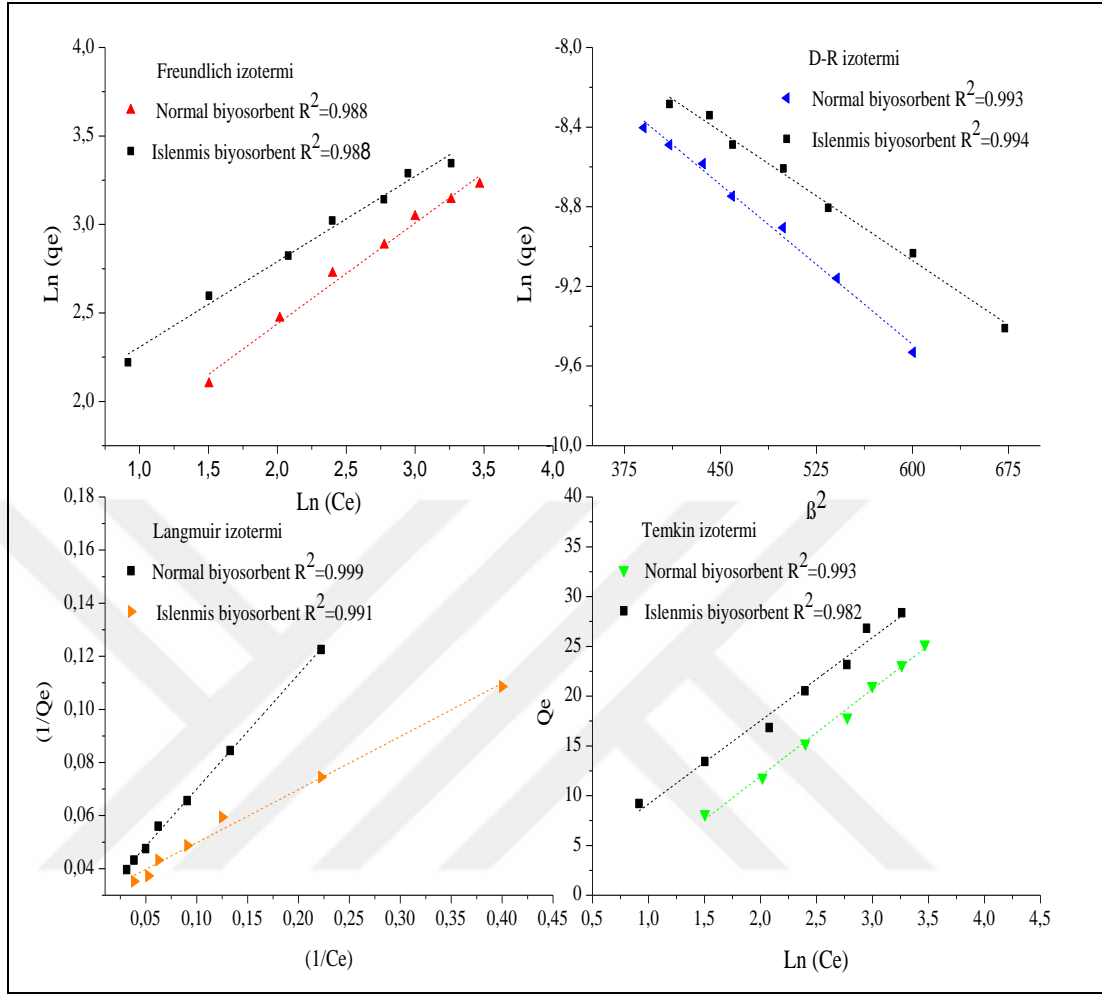 Freundlich izotermi
Normal biyosorbent R²=0.988
Islenmis biyosorbent R²=0.988
4,0
3,5
3,0
2,5
2,0
Ln (qe)
1,0 1,5 2,0 2,5 3,0 3,5 4,0
Ln (Ce)
D-R izotermi
Normal biyosorbent R²=0.993
Islenmis biyosorbent R²=0.994
-8,0
-8,4
-8,8
-9,2
-9,6
-10,0
Ln (qe)
375 450 525 600 675
ß²
Langmuir izotermi
Normal biyosorbent R²=0.999
Islenmis biyosorbent R²=0.991
0,18
0,16
0,14
0,12
0,10
0,08
0,06
0,04
(1/Qe)
0,05 0,10 0,15 0,20 0,25 0,30 0,35 0,40 0,45
(1/Ce)
Temkin izotermi
Normal biyosorbent R²=0.993
Islenmis biyosorbent R²=0.982
40
35
30
25
20
15
10
5
0
Qe
0,5 1,0 1,5 2,0 2,5 3,0 3,5 4,0 4,5
Ln (Ce)